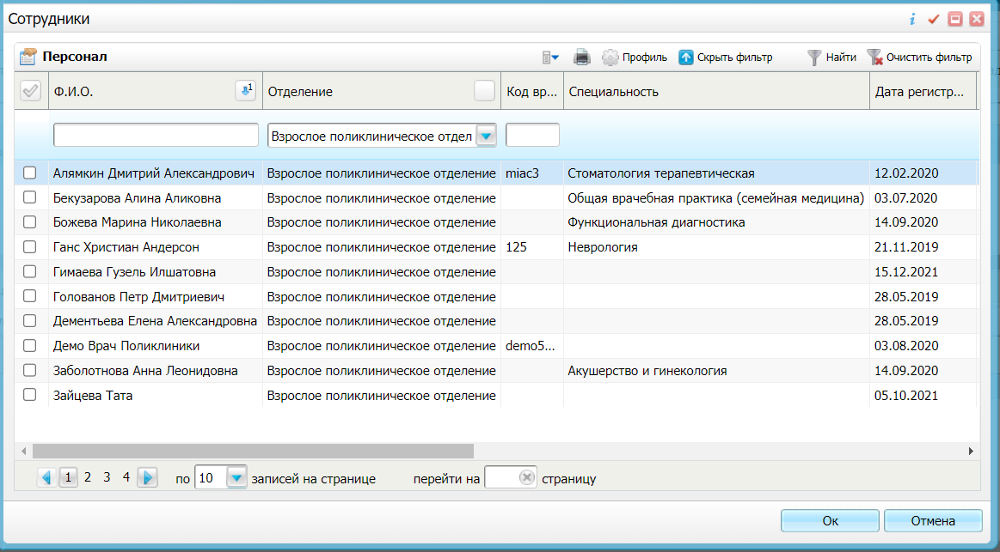 Сотрудники
Персонал Профиль Скрыть фильтр Найти Очистить фильтр
Ф.И.О. 1 Отделение Код вр... Специальность Дата регистр...
Взрослое поликлиническое отдел
Алямкин Дмитрий Александрович Взрослое поликлиническое отделение miac3 Стоматология терапевтическая 12.02.2020
Бекузарова Алина Аликовна Взрослое поликлиническое отделение Общая врачебная практика (семейная медицина) 03.07.2020
Божева Марина Николаевна Взрослое поликлиническое отделение Функциональная диагностика 14.09.2020
Ганс Христиан Андерсон Взрослое поликлиническое отделение 125 Неврология 21.11.2019
Гимаева Гузель Илшатовна Взрослое поликлиническое отделение 15.12.2021
Голованов Петр Дмитриевич Взрослое поликлиническое отделение 28.05.2019
Дементьева Елена Александровна Взрослое поликлиническое отделение 28.05.2019
Демо Врач Поликлиники Взрослое поликлиническое отделение demo5... 03.08.2020
Заболотнова Анна Леонидовна Взрослое поликлиническое отделение Акушерство и гинекология 14.09.2020
Зайцева Тата Взрослое поликлиническое отделение 05.10.2021
1 2 3 4 по 10 записей на странице перейти на страницу
Ок Отмена